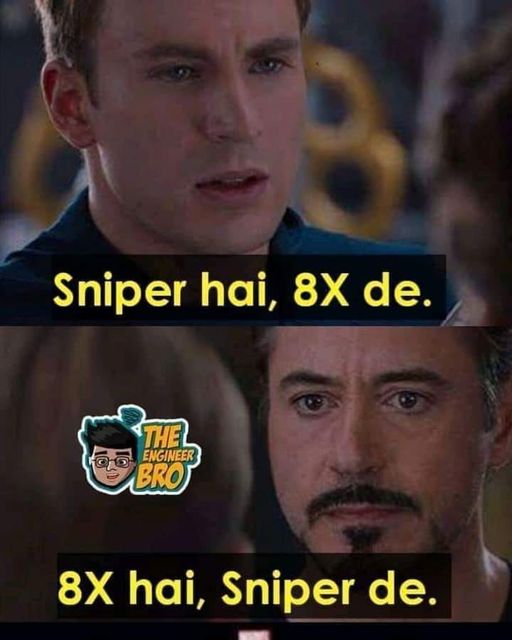 Sniper hai, 8X de.
THE
ENGINEER
BRO
8X hai, Sniper de.